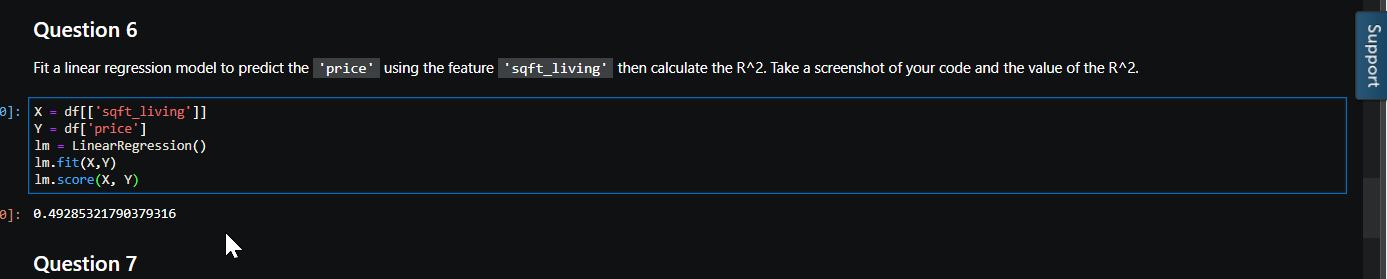 Question 6
Support
Fit a linear regression model to predict the 'price' using the feature 'sqft_living' then calculate the R^2. Take a screenshot of your code and the value of the R^2.
0]: X = df[['sqft_living']]
Y = df['price']
lm = LinearRegression()
lm.fit(X,Y)
lm.score(X, Y)
0]: 0.49285321790379316
Question 7